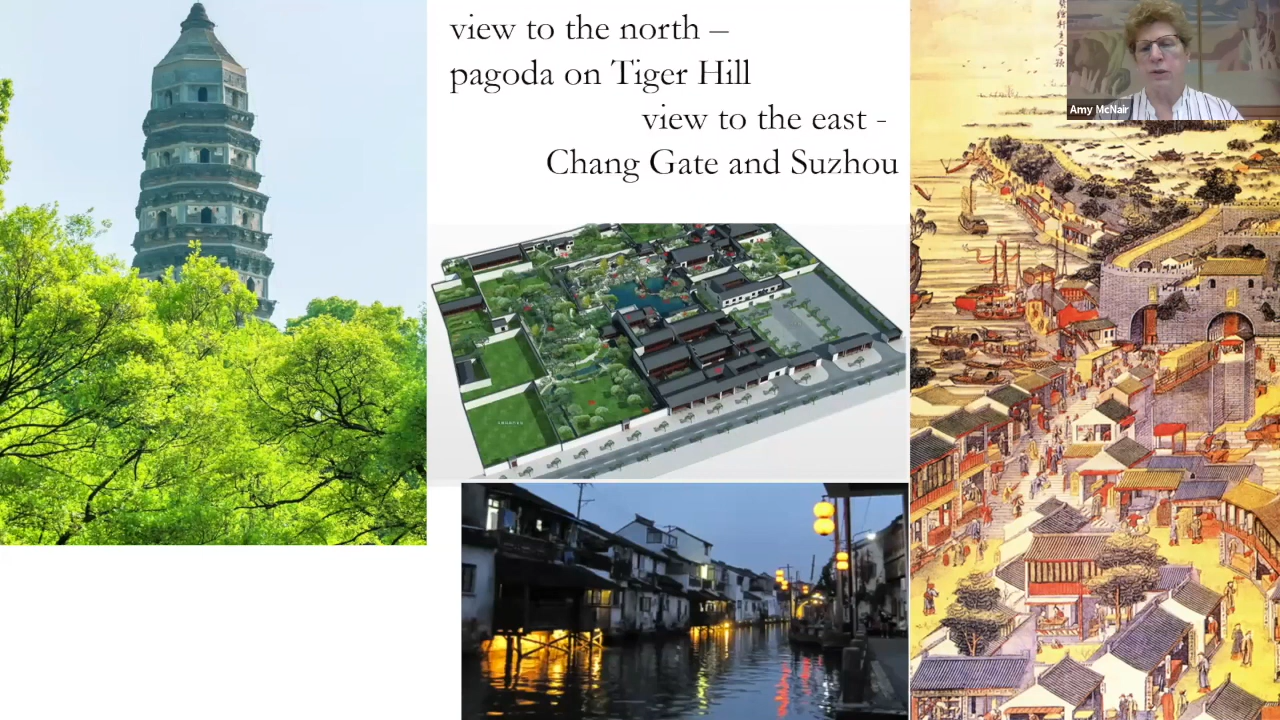 view to the north –
pagoda on Tiger Hill
view to the east -
Chang Gate and Suzhou
Amy McNair